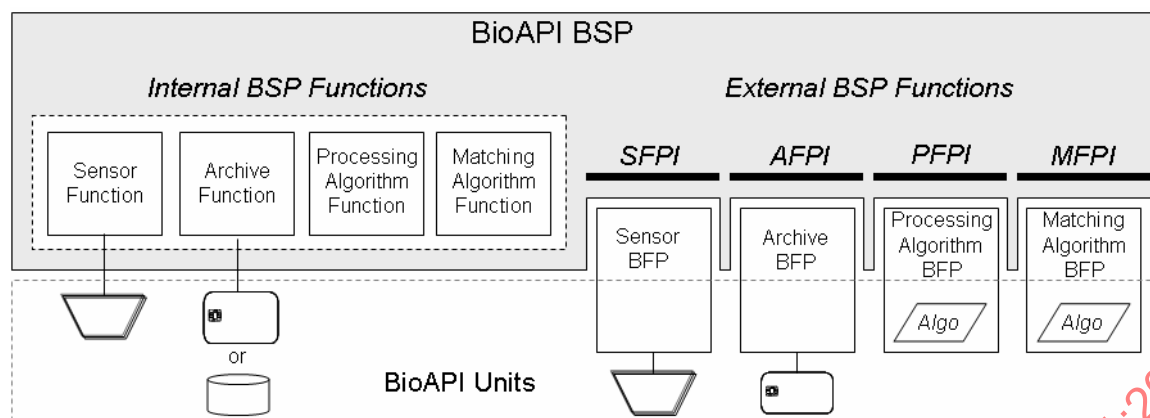 BioAPI BSP
Internal BSP Functions
External BSP Functions
Sensor
Function
Archive
Function
Processing
Algorithm
Function
Matching
Algorithm
Function
SFPI
AFPI
PFPI
MFPI
Sensor
BFP
Archive
BFP
Processing
Algorithm
BFP
Matching
Algorithm
BFP
Algo
Algo
or
BioAPI Units